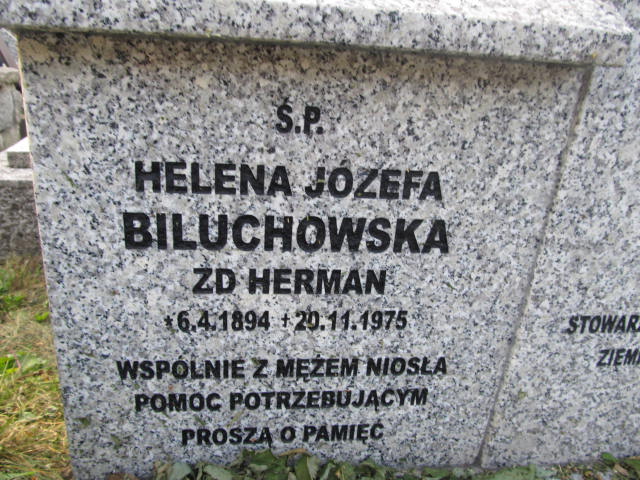 Ś.P.
HELENA JÓZEFA
BILUCHOWSKA
ZD HERMAN
*6.4.1894 +20.11.1975
WSPÓLNIE Z MĘŻEM NIOSŁA
POMOC POTRZEBUJĄCYM
PROSZĄ O PAMIĘĆ